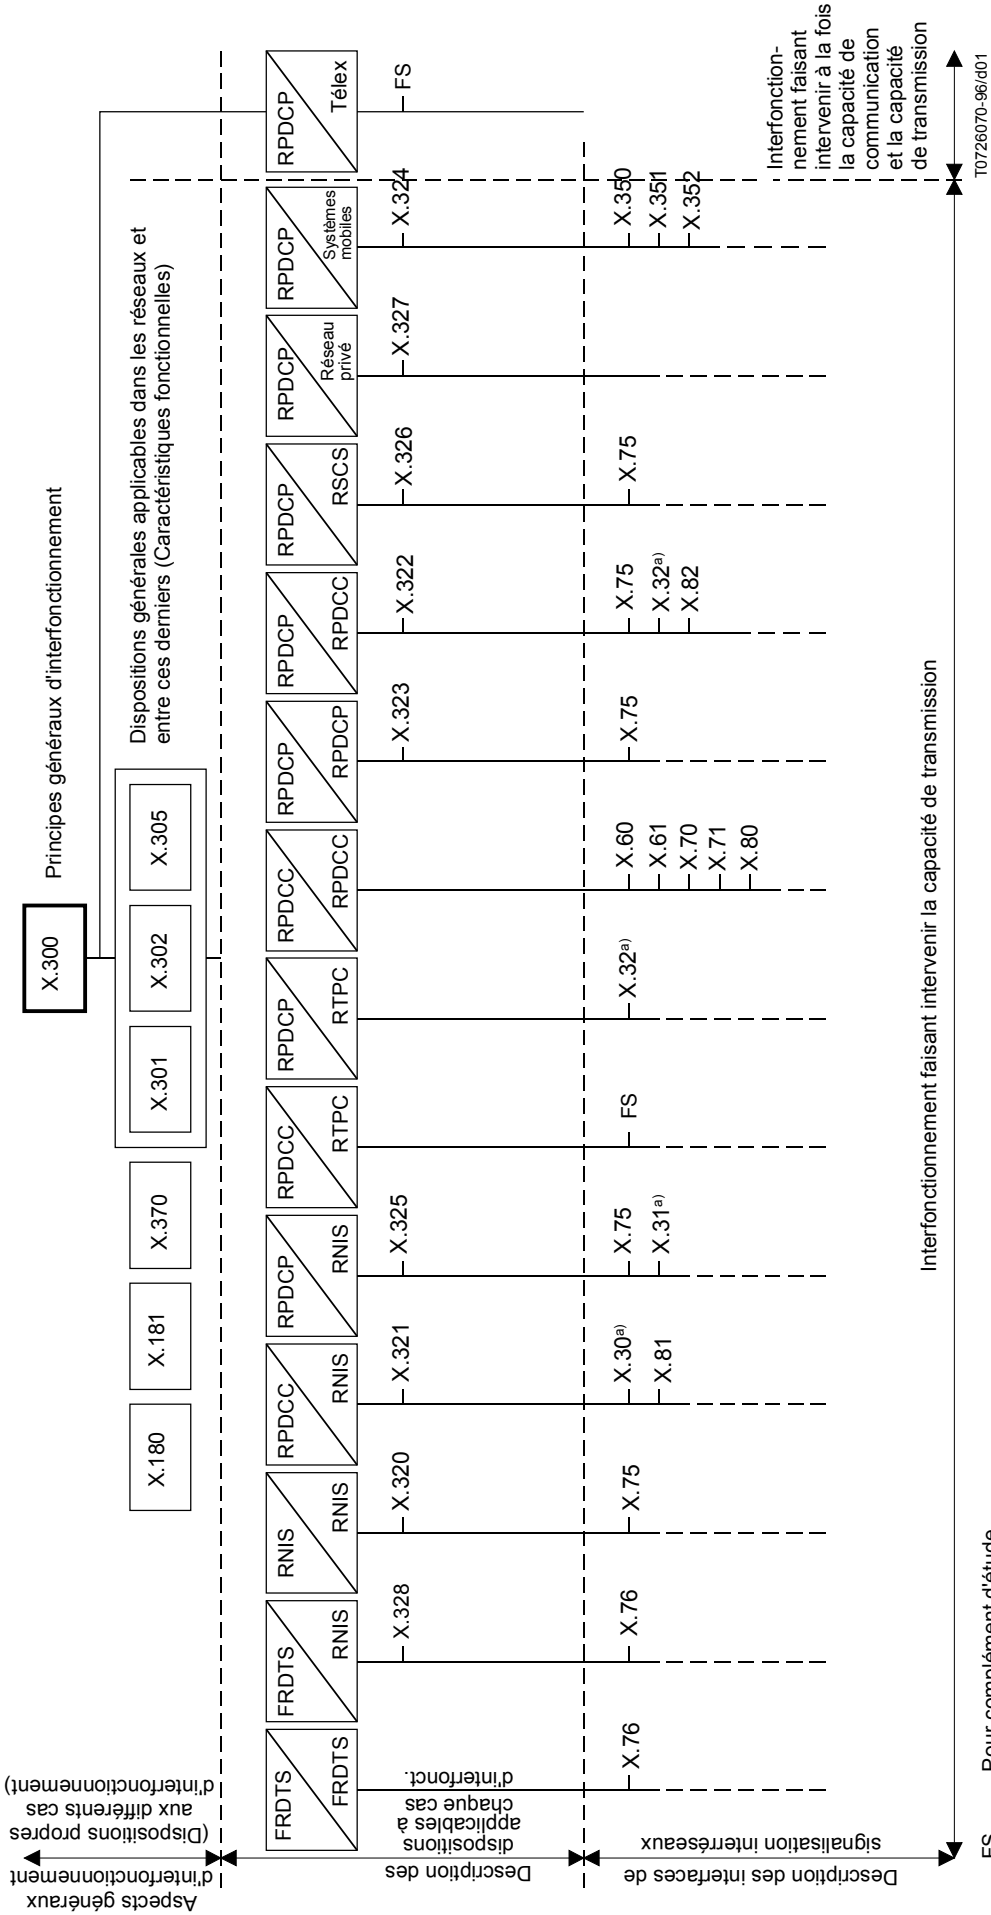 X.300
Principes généraux d'interfonctionnement
X.180
X.181
X.370
X.301
X.302
X.305
Dispositions générales applicables dans les réseaux et
entre ces derniers (Caractéristiques fonctionnelles)
Aspects généraux
d'interfonctionnement
(Dispositions propres
aux différents cas
d'interfonctionnement)
FRDTS
FRDTS
FRDTS
RNIS
RNIS
RNIS
RPDCC
RNIS
RPDCP
RNIS
RPDCC
RTPC
RPDCP
RTPC
RPDCC
RPDCC
RPDCP
RPDCP
RPDCP
RPDCC
RPDCP
RSCS
RPDCP
Réseau
privé
RPDCP
Systèmes
mobiles
RPDCP
Télex
Description des
dispositions
applicables à
chaque cas
d'interfonct.
X.328
X.320
X.321
X.325
X.323
X.322
X.326
X.327
X.324
FS
Description des interfaces de
signalisation interréseaux
X.76
X.76
X.75
X.30a)
X.81
X.75
X.31a)
FS
X.32a)
X.60
X.61
X.70
X.71
X.80
X.75
X.75
X.32a)
X.82
X.75
X.350
X.351
X.352
Interfonctionnement faisant intervenir la capacité de transmission
Interfonction-
nement faisant
intervenir à la fois
la capacité de
communication
et la capacité
de transmission
T0726070-96/d01
FS Pour complément d'étude